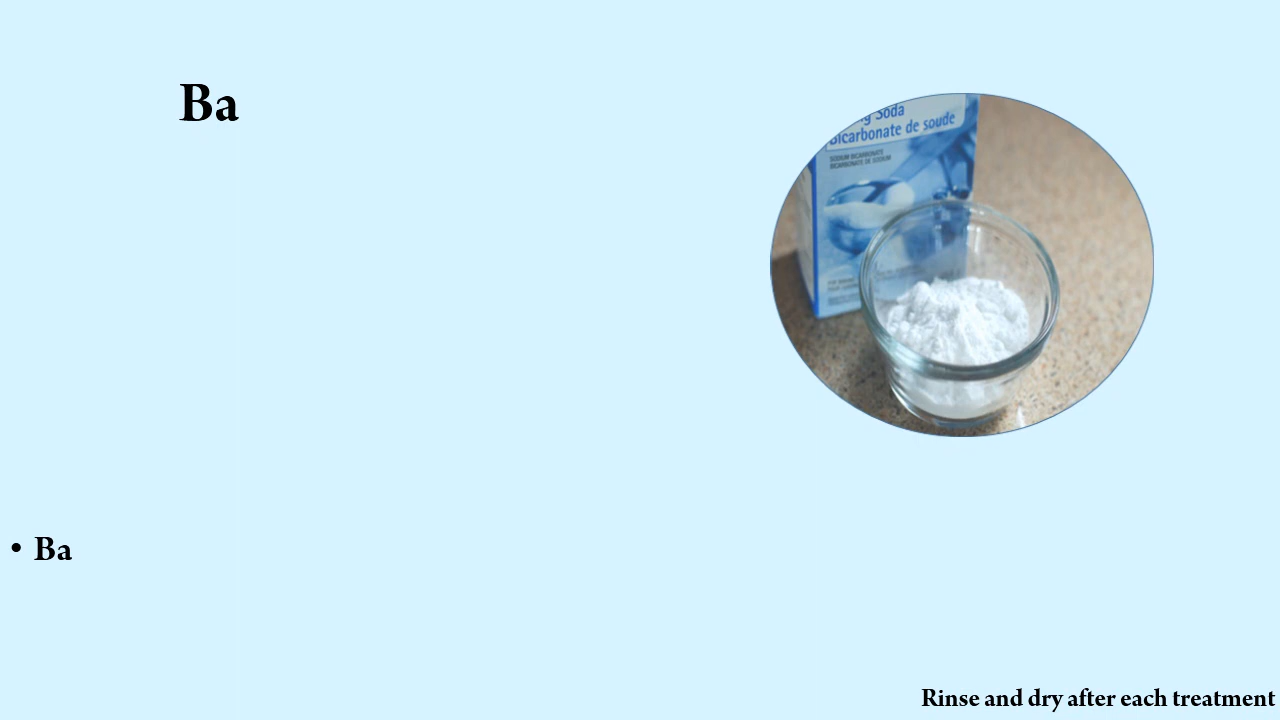 Ba
g Soda
bicarbonate de soude
SODIUM BICARBONATE
BICARBONATE DE SODIUM
• Ba
Rinse and dry after each treatment